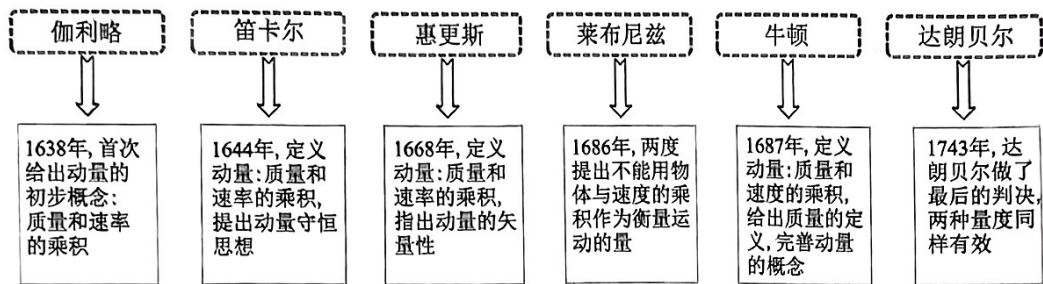 伽利略
笛卡尔
惠更斯
莱布尼兹
牛顿
达朗贝尔
1638年,首次
给出动量的
初步概念:
质量和速率
的乘积
1644年,定义
动量:质量和
速率的乘积,
提出动量守恒
思想
1668年,定义
动量:质量和
速率的乘积,
指出动量的矢
量性
1686年,两度
提出不能用物
体与速度的乘
积作为衡量运
动的量
1687年,定义
动量:质量和
速度的乘积,
给出质量的定
义,完善动量
的概念
1743年,达
朗贝尔做了
最后的判决,
两种量度同
样有效